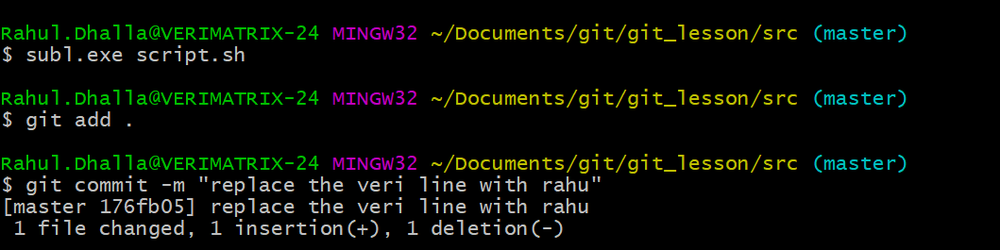 Rahul.Dhalla@VERIMATRIX-24 MINGW32 ~/Documents/git/git_lesson/src (master)
$ subl.exe script.sh
Rahul.Dhalla@VERIMATRIX-24 MINGW32 ~/Documents/git/git_lesson/src (master)
$ git add .
Rahul.Dhalla@VERIMATRIX-24 MINGW32 ~/Documents/git/git_lesson/src (master)
$ git commit -m "replace the veri line with rahu"
[master 176fb05] replace the veri line with rahu
 1 file changed, 1 insertion(+), 1 deletion(-)